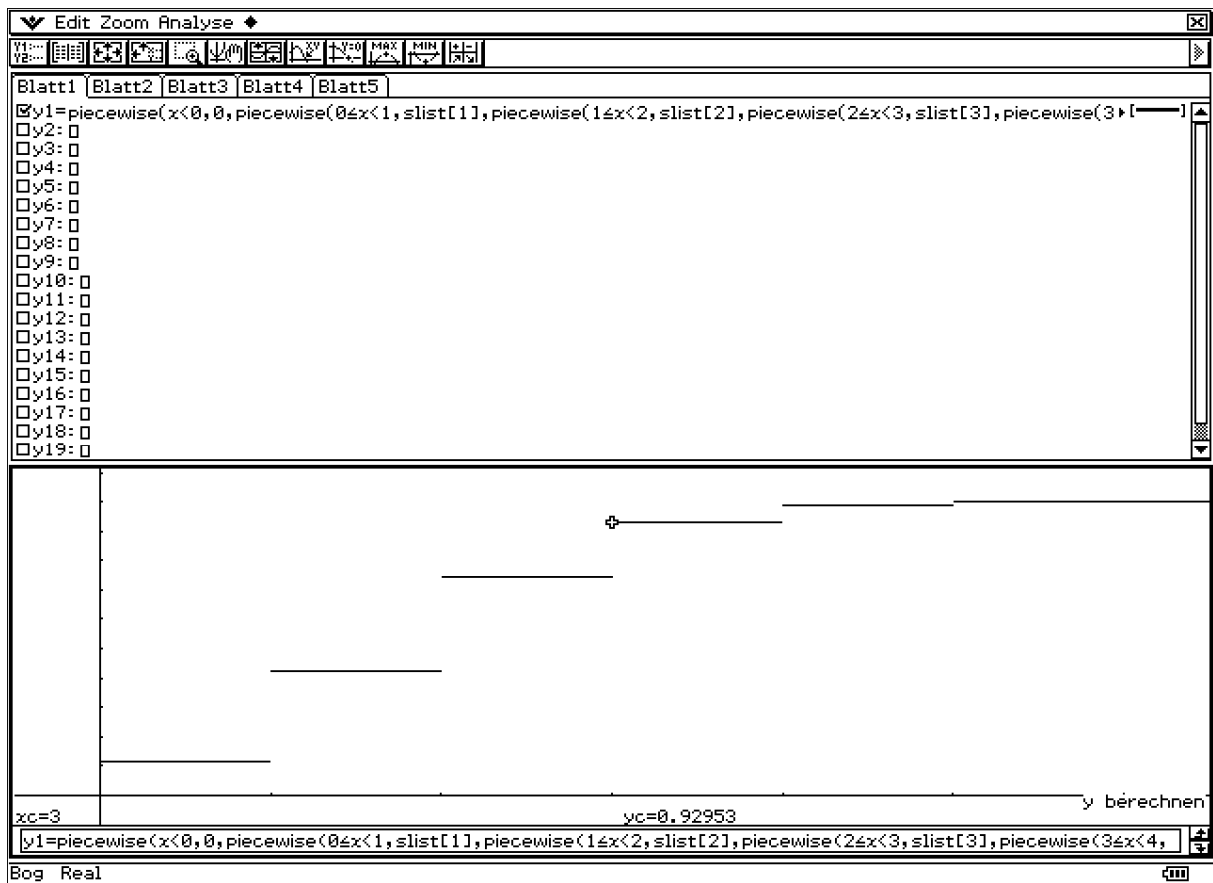 Edit Zoom Analyse
Blatt1 Blatt2 Blatt3 Blatt4 Blatt5
y1=piecewise(x<0,0,piecewise(0≤x<1,slist[1],piecewise(1≤x<2,slist[2],piecewise(2≤x<3,slist[3],piecewise(3
y2:
y3:
y4:
y5:
y6:
y7:
y8:
y9:
y10:
y11:
y12:
y13:
y14:
y15:
y16:
y17:
y18:
y19:
y berechnen
xc=3 yc=0.92953
y1=piecewise(x<0,0,piecewise(0≤x<1,slist[1],piecewise(1≤x<2,slist[2],piecewise(2≤x<3,slist[3],piecewise(3≤x<4,
Bog Real